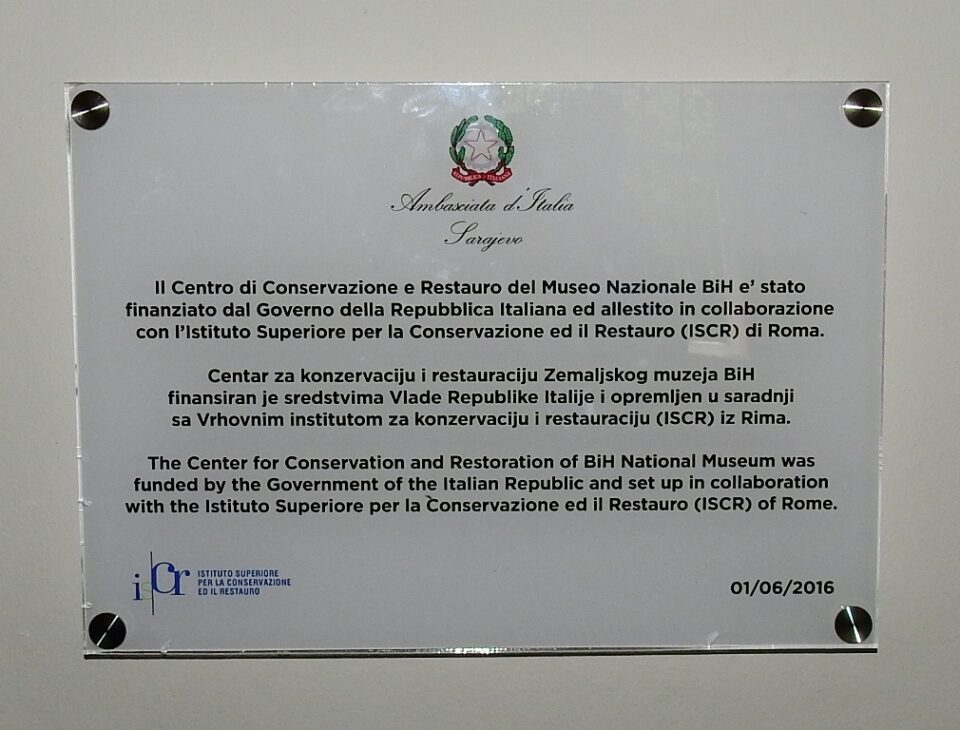 REPUBBLICA ITALIANA
Ambasciata d'Italia
Sarajevo
Il Centro di Conservazione e Restauro del Museo Nazionale BiH e' stato
finanziato dal Governo della Repubblica Italiana ed allestito in collaborazione
con l'Istituto Superiore per la Conservazione ed il Restauro (ISCR) di Roma.
Centar za konzervaciju i restauraciju Zemaljskog muzeja BiH
finansiran je sredstvima Vlade Republike Italije i opremljen u saradnji
sa Vrhovnim institutom za konzervaciju i restauraciju (ISCR) iz Rima.
The Center for Conservation and Restoration of BiH National Museum was
funded by the Government of the Italian Republic and set up in collaboration
with the Istituto Superiore per la Conservazione ed il Restauro (ISCR) of Rome.
isCr
ISTITUTO SUPERIORE
PER LA CONSERVAZIONE
ED IL RESTAURO
01/06/2016